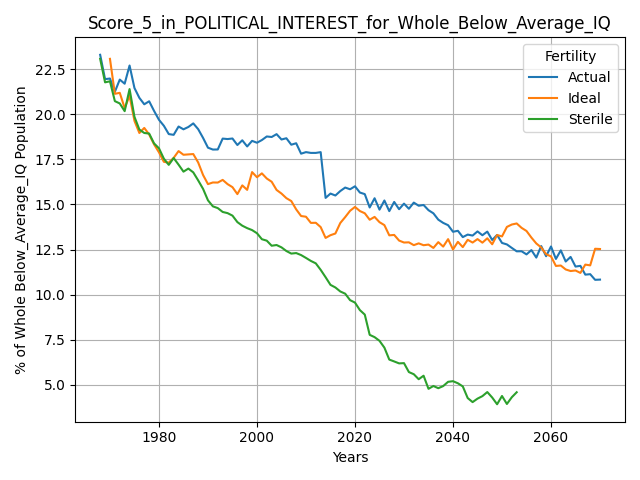 Score_5_in_POLITICAL_INTEREST_for_Whole_Below_Average_IQ
Fertility
Actual
Ideal
Sterile
% of Whole Below_Average_IQ Population
22.5
20.0
17.5
15.0
12.5
10.0
7.5
5.0
1980 2000 2020 2040 2060
Years